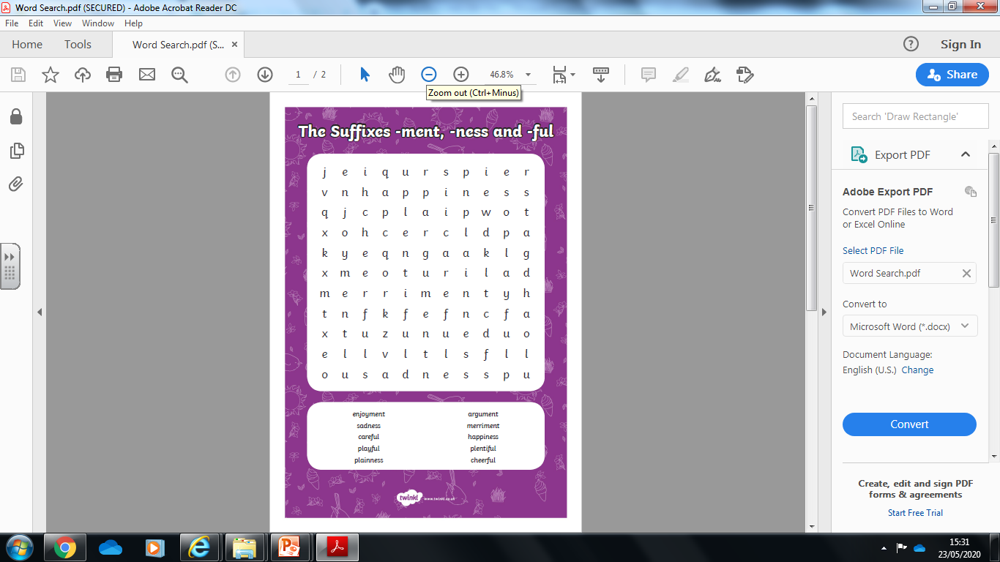 Word Search.pdf (SECURED) - Adobe Acrobat Reader DC
File Edit View Window Help
Home Tools Word Search.pdf (S... × Sign In
1 / 2 46.8% Share
Zoom out (Ctrl+Minus)
The Suffixes -ment, -ness and -ful
j e i q u r s p i e r
v n h a p p i n e s s
q j c p l a i p w o t
x o h c e r c l d p a
k y e q n g a a k l g
x m e o t u r i l a d
m e r r i m e n t y h
t n f k f e f n c f a
x t u z u n u e d u o
e l l v l t l s f l l
o u s a d n e s s p u
enjoyment argument
sadness merriment
careful happiness
playful plentiful
plainness cheerful
twinkl www.twinkl.co.uk
Search 'Draw Rectangle'
Export PDF
Adobe Export PDF
Convert PDF Files to Word
or Excel Online
Select PDF File
Word Search.pdf
Convert to
Microsoft Word (*.docx)
Document Language:
English (U.S.) Change
Convert
Create, edit and sign PDF
forms & agreements
Start Free Trial
15:31
23/05/2020